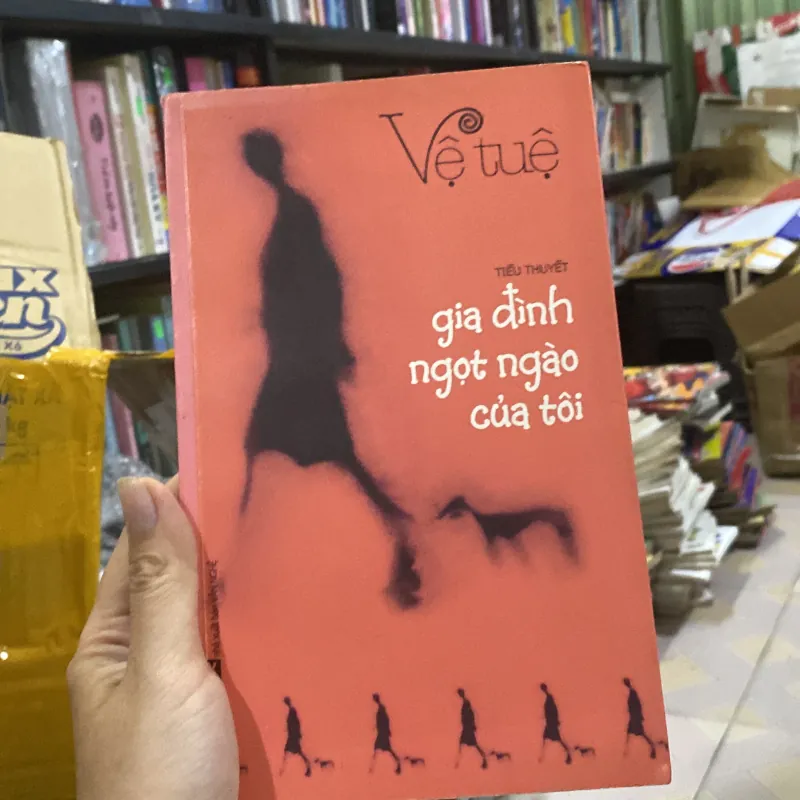 Vệ tuệ
TIỂU THUYẾT
gia đình
ngọt ngào
của tôi